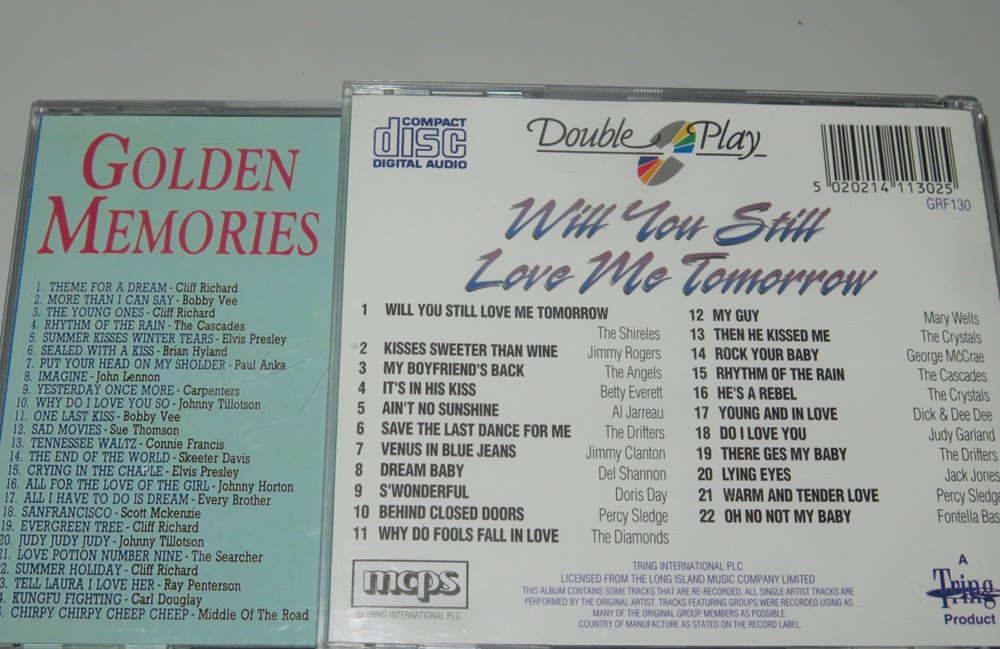 GOLDEN
MEMORIES
1. THEME FOR A DREAM - Cliff Richard
2. MORE THAN I CAN SAY - Bobby Vee
3. THE YOUNG ONES - Cliff Richard
4. RHYTHM OF THE RAIN - The Cascades
5. SUMMER KISSES WINTER TEARS - Elvis Presley
6. SEALED WITH A KISS - Brian Hyland
7. PUT YOUR HEAD ON MY SHOLDER - Paul Anka
8. IMAGINE - John Lennon
9. YESTERDAY ONCE MORE - Carpenters
10. WHY DO I LOVE YOU SO - Johnny Tillotson
11. ONE LAST KISS - Bobby Vee
12. SAD MOVIES - Sue Thomson
13. TENNESSEE WALTZ - Connie Francis
14. THE END OF THE WORLD - Skeeter Davis
15. CRYING IN THE CHAPLE - Elvis Presley
16. ALL FOR THE LOVE OF THE GIRL - Johnny Horton
17. ALL I HAVE TO DO IS DREAM - Every Brother
18. SANFRANCISCO - Scott Mckenzie
19. EVERGREEN TREE - Cliff Richard
20. JUDY JUDY JUDY - Johnny Tillotson
21. LOVE POTION NUMBER NINE - The Searcher
22. SUMMER HOLIDAY - Cliff Richard
3. TELL LAURA I LOVE HER - Ray Penterson
4. KUNGFU FIGHTING - Carl Douglay
5. CHIRPY CHIRPY CHEEP CHEEP - Middle Of The Road
COMPACT
disc
DIGITAL AUDIO
Double Play
5 020214 113025
GRF130
Will You Still
Love Me Tomorrow
1 WILL YOU STILL LOVE ME TOMORROW
The Shireles
2 KISSES SWEETER THAN WINE Jimmy Rogers
3 MY BOYFRIEND'S BACK The Angels
4 IT'S IN HIS KISS Betty Everett
5 AIN'T NO SUNSHINE Al Jarreau
6 SAVE THE LAST DANCE FOR ME The Drifters
7 VENUS IN BLUE JEANS Jimmy Clanton
8 DREAM BABY Del Shannon
9 S'WONDERFUL Doris Day
10 BEHIND CLOSED DOORS Percy Sledge
11 WHY DO FOOLS FALL IN LOVE The Diamonds
12 MY GUY Mary Wells
13 THEN HE KISSED ME The Crystals
14 ROCK YOUR BABY George McCrae
15 RHYTHM OF THE RAIN The Cascades
16 HE'S A REBEL The Crystals
17 YOUNG AND IN LOVE Dick & Dee Dee
18 DO I LOVE YOU Judy Garland
19 THERE GES MY BABY The Drifters
20 LYING EYES Jack Jones
21 WARM AND TENDER LOVE Percy Sledge
22 OH NO NOT MY BABY Fontella Bas
mcps
© TRING INTERNATIONAL PLC
TRING INTERNATIONAL PLC
LICENSED FROM THE LONG ISLAND MUSIC COMPANY LIMITED
THIS ALBUM CONTAINS SOME TRACKS THAT ARE RE-RECORDED. ALL SINGLE ARTIST TRACKS ARE
PERFORMED BY THE ORIGINAL ARTIST. TRACKS FEATURING GROUPS WERE RECORDED USING AS
MANY OF THE ORIGINAL GROUP MEMBERS AS POSSIBLE.
COUNTRY OF MANUFACTURE AS STATED ON THE RECORD LABEL.
A
Tring
Product